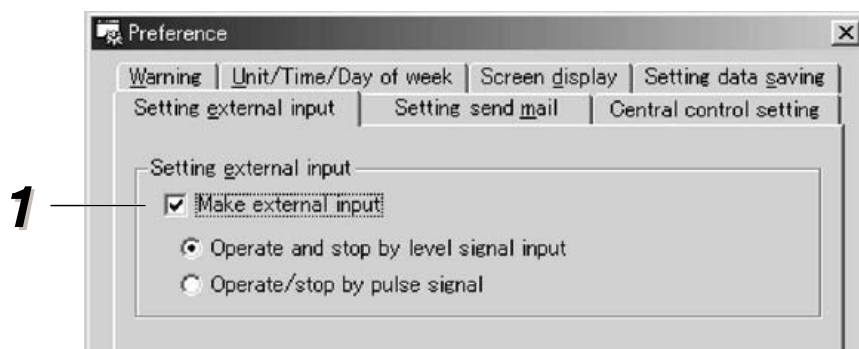 Preference
Warning Unit/Time/Day of week Screen display Setting data saving
Setting external input Setting send mail Central control setting
Setting external input
1 Make external input
Operate and stop by level signal input
Operate/stop by pulse signal